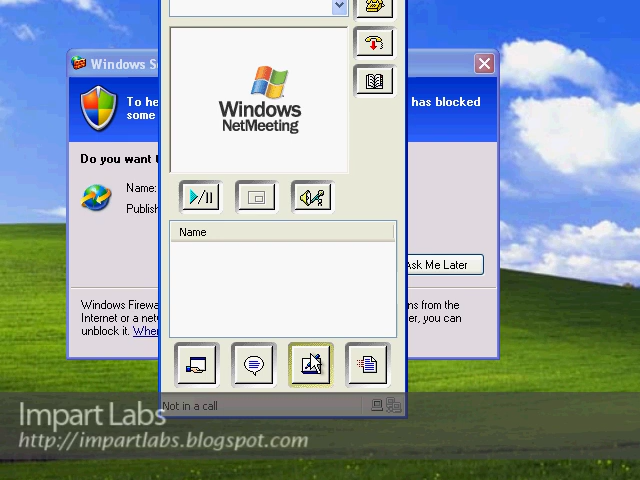 Windows Se
To he
has blocked
some
Windows
NetMeeting
Do you want t
Name:
Publish
Name
Ask Me Later
Windows Firewa
ns from the
Internet or a netw
er, you can
unblock it. When
Not in a call
Impart Labs
http://impartlabs.blogspot.com